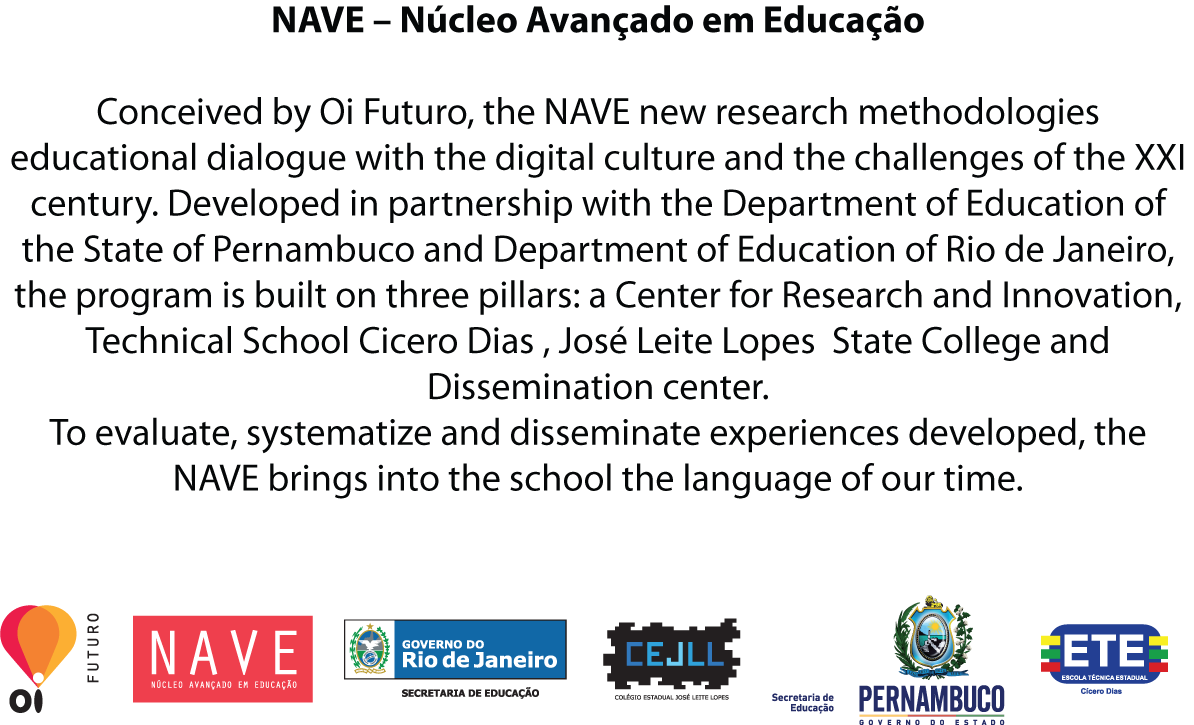 NAVE – Núcleo Avançado em Educação
Conceived by Oi Futuro, the NAVE new research methodologies
educational dialogue with the digital culture and the challenges of the XXI
century. Developed in partnership with the Department of Education of
the State of Pernambuco and Department of Education of Rio de Janeiro,
the program is built on three pillars: a Center for Research and Innovation,
Technical School Cicero Dias , José Leite Lopes  State College and
Dissemination center.
To evaluate, systematize and disseminate experiences developed, the
NAVE brings into the school the language of our time.
oi
FUTURO
NAVE
NÚCLEO AVANÇADO EM EDUCAÇÃO
GOVERNO DO
Rio de Janeiro
SECRETARIA DE EDUCAÇÃO
CEJLL
COLÉGIO ESTADUAL JOSÉ LEITE LOPES
Secretaria de
Educação
PERNAMBUCO
GOVERNO DO ESTADO
ETE
ESCOLA TÉCNICA ESTADUAL
Cícero Dias